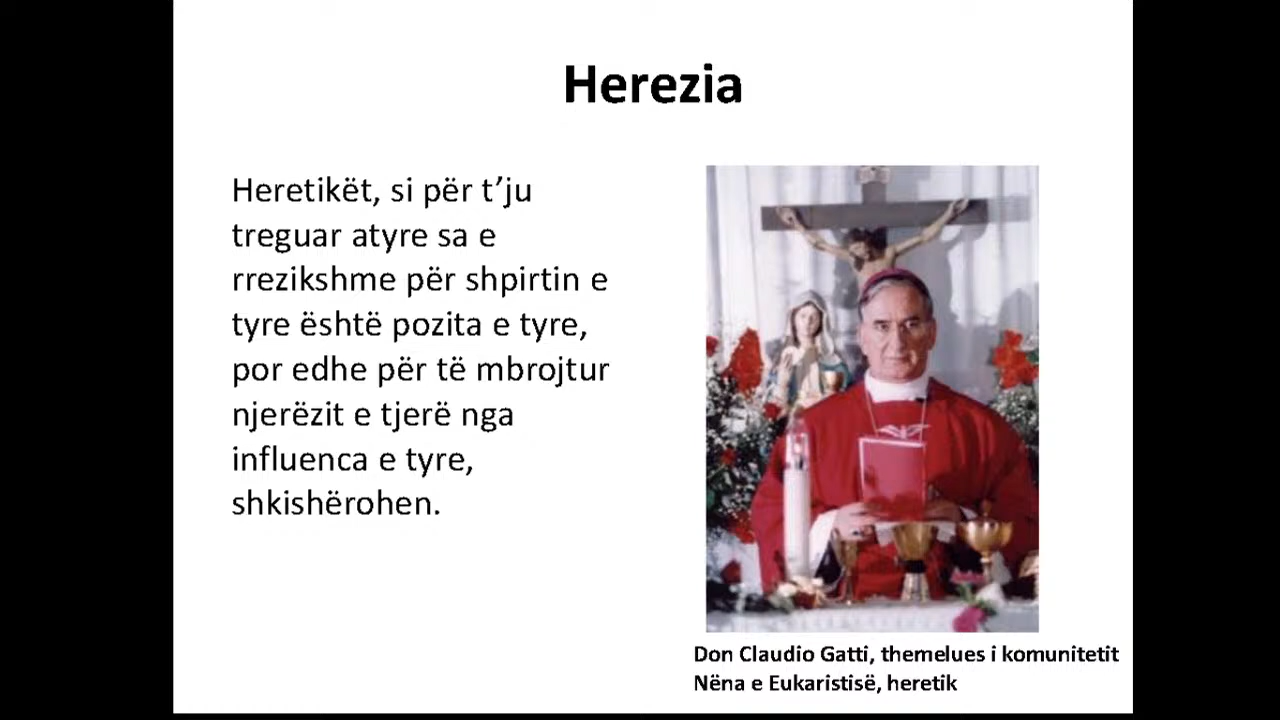 Herezia
Heretikët, si për t’ju
treguar atyre sa e
rrezikshme për shpirtin e
tyre është pozita e tyre,
por edhe për të mbrojtur
njerëzit e tjerë nga
influenca e tyre,
shkishërohen.
Don Claudio Gatti, themelues i komunitetit
Nëna e Eukaristisë, heretik